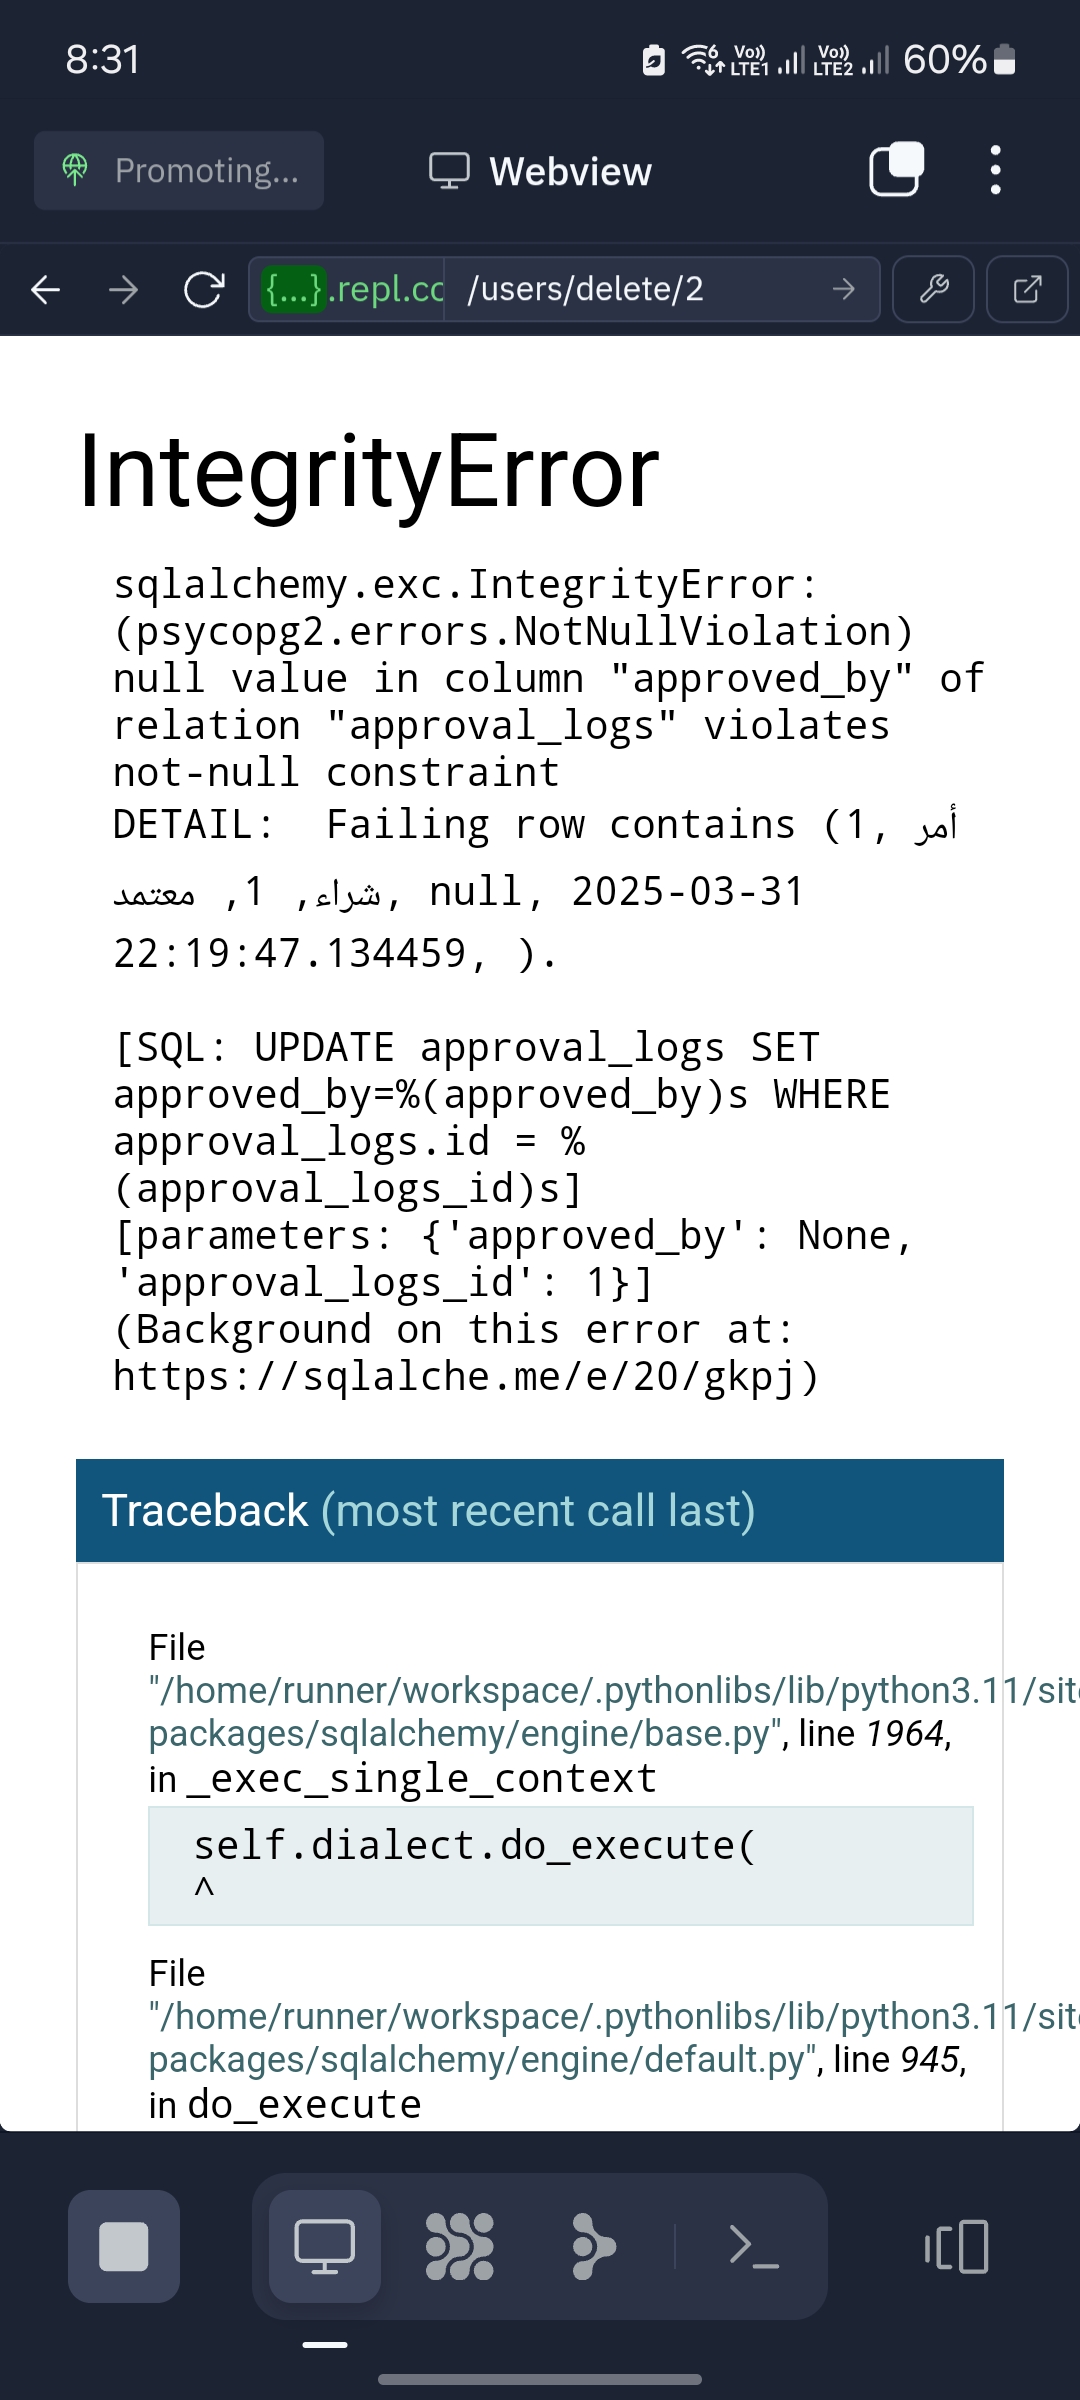 8:31
6 Vo)) LTE1 Vo)) LTE2 60%
Promoting... Webview
{...}.repl.cc /users/delete/2
IntegrityError
sqlalchemy.exc.IntegrityError:
(psycopg2.errors.NotNullViolation)
null value in column "approved_by" of
relation "approval_logs" violates
not-null constraint
DETAIL:  Failing row contains (1, أمر
شراء, 1, معتمد, null, 2025-03-31
22:19:47.134459, ).
[SQL: UPDATE approval_logs SET
approved_by=%(approved_by)s WHERE
approval_logs.id = %
(approval_logs_id)s]
[parameters: {'approved_by': None,
'approval_logs_id': 1}]
(Background on this error at:
https://sqlalche.me/e/20/gkpj)
Traceback (most recent call last)
File
"/home/runner/workspace/.pythonlibs/lib/python3.11/site
packages/sqlalchemy/engine/base.py", line 1964,
in _exec_single_context
self.dialect.do_execute(
^
File
"/home/runner/workspace/.pythonlibs/lib/python3.11/site
packages/sqlalchemy/engine/default.py", line 945,
in do_execute